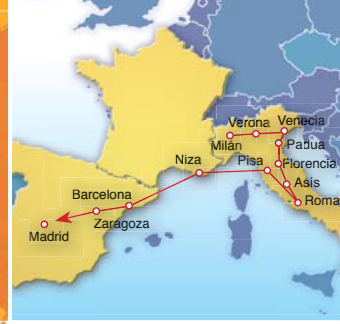 Verona
Venecia
Milán
Padua
Niza
Pisa
Florencia
Asís
Barcelona
Roma
Zaragoza
Madrid